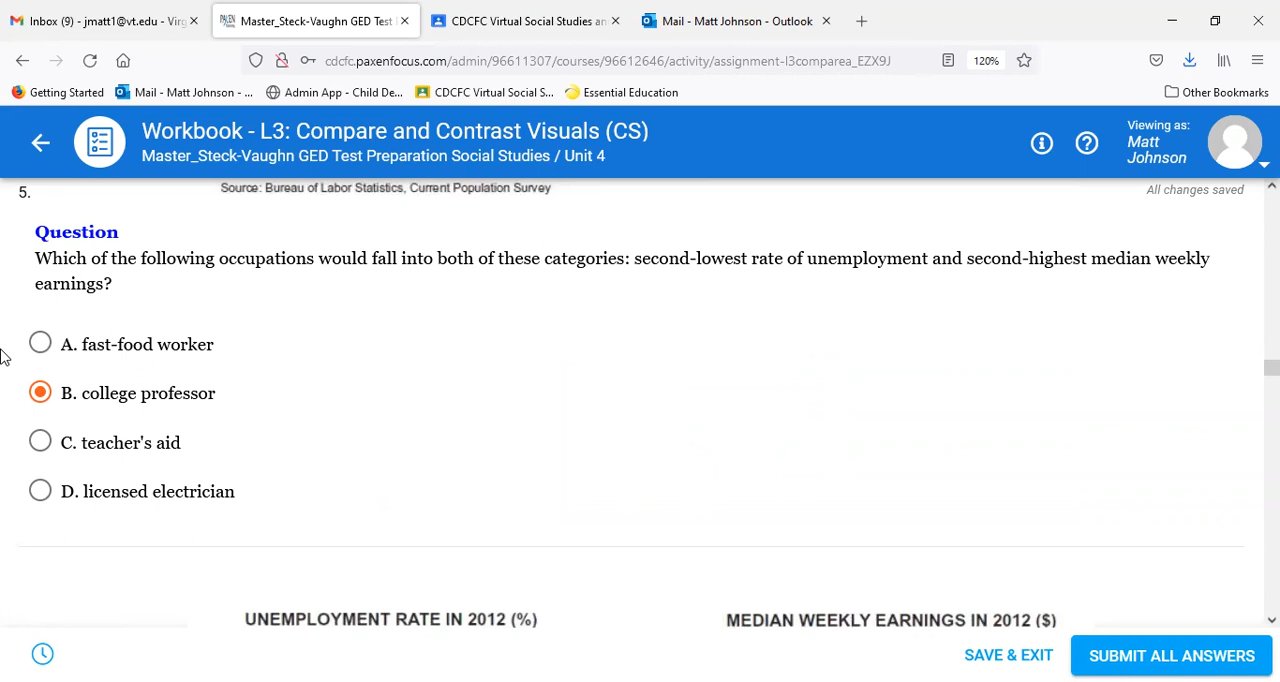 Inbox (9) - jmatt1@vt.edu - Virg
Master_Steck-Vaughn GED Test
CDCFC Virtual Social Studies an
Mail - Matt Johnson - Outlook
cdcfc.paxenfocus.com/admin/96611307/courses/96612646/activity/assignment-l3comparea_EZX9J
120%
Getting Started
Mail - Matt Johnson - ...
Admin App - Child De...
CDCFC Virtual Social S...
Essential Education
Other Bookmarks
Workbook - L3: Compare and Contrast Visuals (CS)
Master_Steck-Vaughn GED Test Preparation Social Studies / Unit 4
Viewing as:
Matt
Johnson
5.
Source: Bureau of Labor Statistics, Current Population Survey
All changes saved
Question
Which of the following occupations would fall into both of these categories: second-lowest rate of unemployment and second-highest median weekly
earnings?
A. fast-food worker
B. college professor
C. teacher's aid
D. licensed electrician
UNEMPLOYMENT RATE IN 2012 (%)
MEDIAN WEEKLY EARNINGS IN 2012 ($)
SAVE & EXIT
SUBMIT ALL ANSWERS